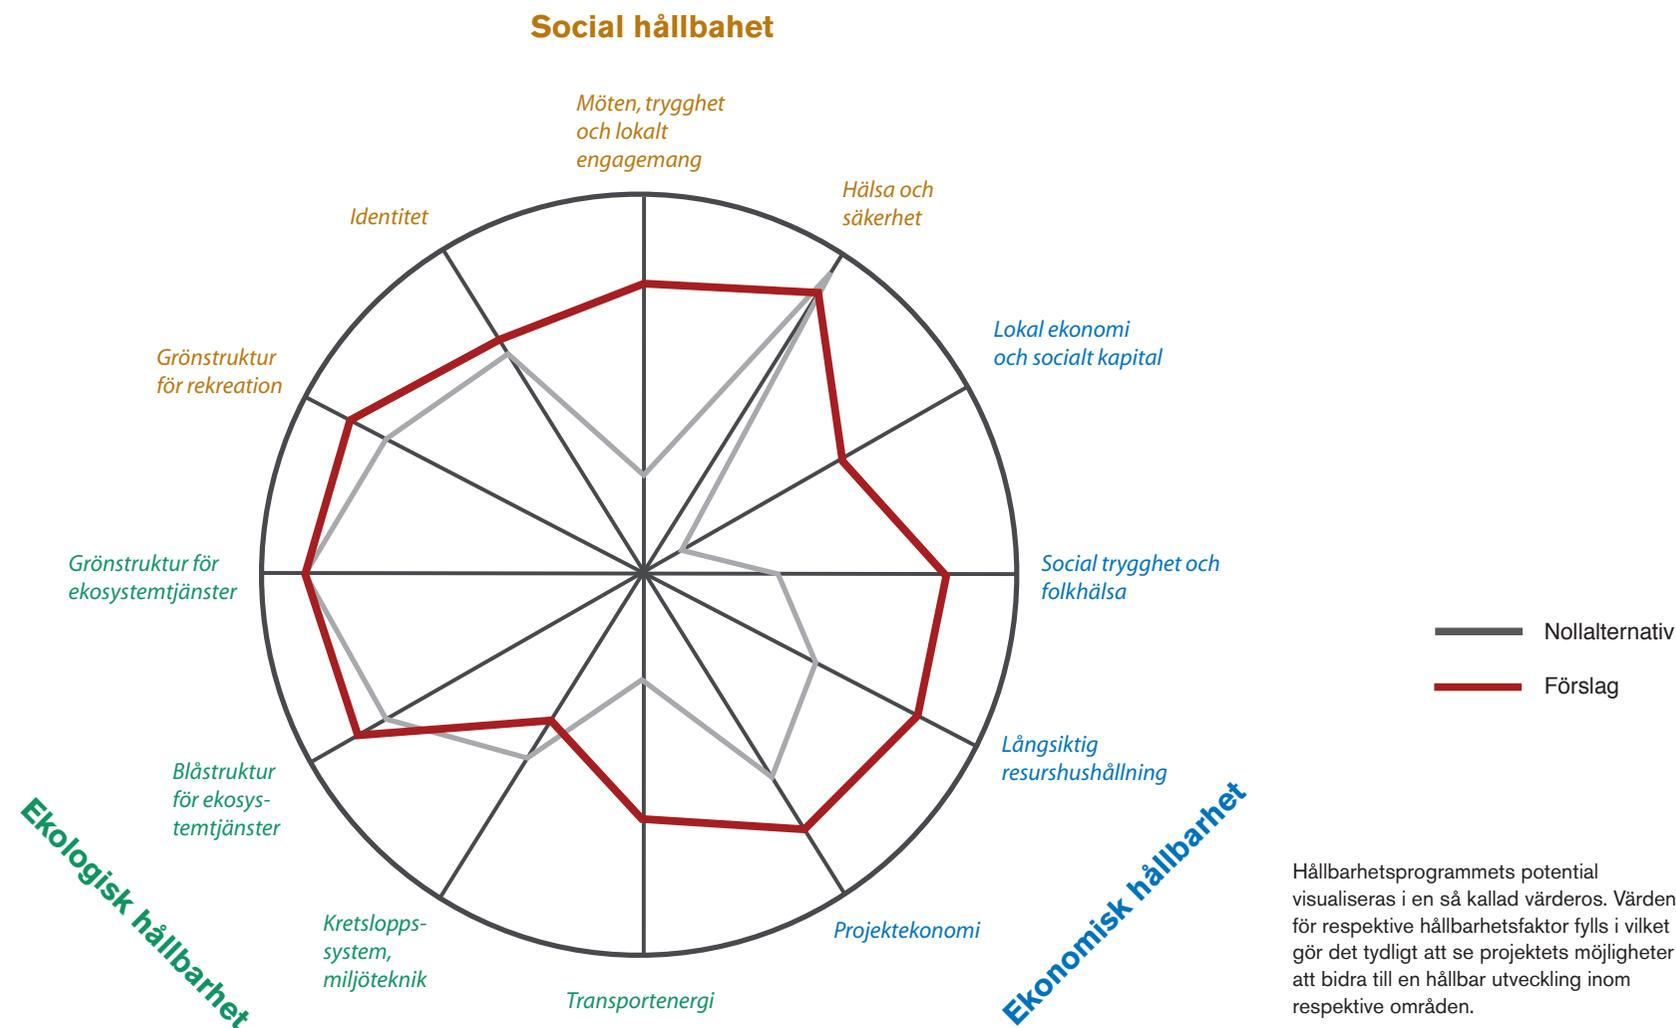 Social hållbahet
Möten, trygghet
och lokalt
engagemang
Hälsa och
säkerhet
Identitet
Lokal ekonomi
och socialt kapital
Grönstruktur
för rekreation
Grönstruktur för
ekosystemtjänster
Social trygghet och
folkhälsa
Nollalternativ
Förslag
Långsiktig
resurshushållning
Blåstruktur
för ekosys-
temtjänster
Ekologisk hållbarhet
Ekonomisk hållbarhet
Kretslopps-
system,
miljöteknik
Projektekonomi
Transportenergi
Hållbarhetsprogrammets potential
visualiseras i en så kallad värderos. Värden
för respektive hållbarhetsfaktor fylls i vilket
gör det tydligt att se projektets möjligheter
att bidra till en hållbar utveckling inom
respektive områden.